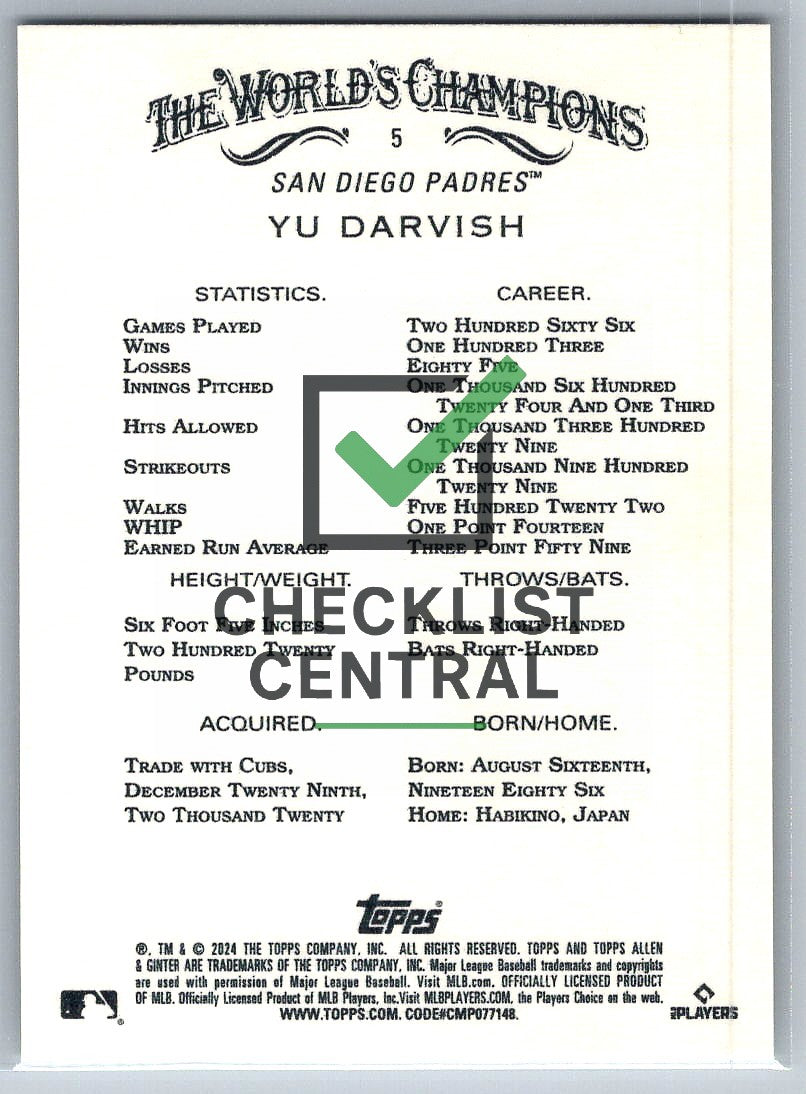 THE WORLD'S CHAMPIONS
5
SAN DIEGO PADRES™
YU DARVISH
STATISTICS. CAREER.
GAMES PLAYED TWO HUNDRED SIXTY SIX
WINS ONE HUNDRED THREE
LOSSES EIGHTY FIVE
INNINGS PITCHED ONE THOUSAND SIX HUNDRED
TWENTY FOUR AND ONE THIRD
HITS ALLOWED ONE THOUSAND THREE HUNDRED
TWENTY NINE
STRIKEOUTS ONE THOUSAND NINE HUNDRED
TWENTY NINE
WALKS FIVE HUNDRED TWENTY TWO
WHIP ONE POINT FOURTEEN
EARNED RUN AVERAGE THREE POINT FIFTY NINE
HEIGHT/WEIGHT. THROWS/BATS.
CHECKLIST
SIX FOOT FIVE INCHES THROWS RIGHT-HANDED
TWO HUNDRED TWENTY BATS RIGHT-HANDED
POUNDS
CENTRAL
ACQUIRED. BORN/HOME.
TRADE WITH CUBS, BORN: AUGUST SIXTEENTH,
DECEMBER TWENTY NINTH, NINETEEN EIGHTY SIX
TWO THOUSAND TWENTY HOME: HABIKINO, JAPAN
TOPPS®
®, TM & © 2024 THE TOPPS COMPANY, INC. ALL RIGHTS RESERVED. TOPPS AND TOPPS ALLEN
& GINTER ARE TRADEMARKS OF THE TOPPS COMPANY, INC. Major League Baseball trademarks and copyrights
are used with permission of Major League Baseball. Visit MLB.com. OFFICIALLY LICENSED PRODUCT
OF MLB. Officially Licensed Product of MLB Players, Inc.Visit MLBPLAYERS.COM, the Players Choice on the web.
WWW.TOPPS.COM. CODE#CMP077148.
PLAYERS